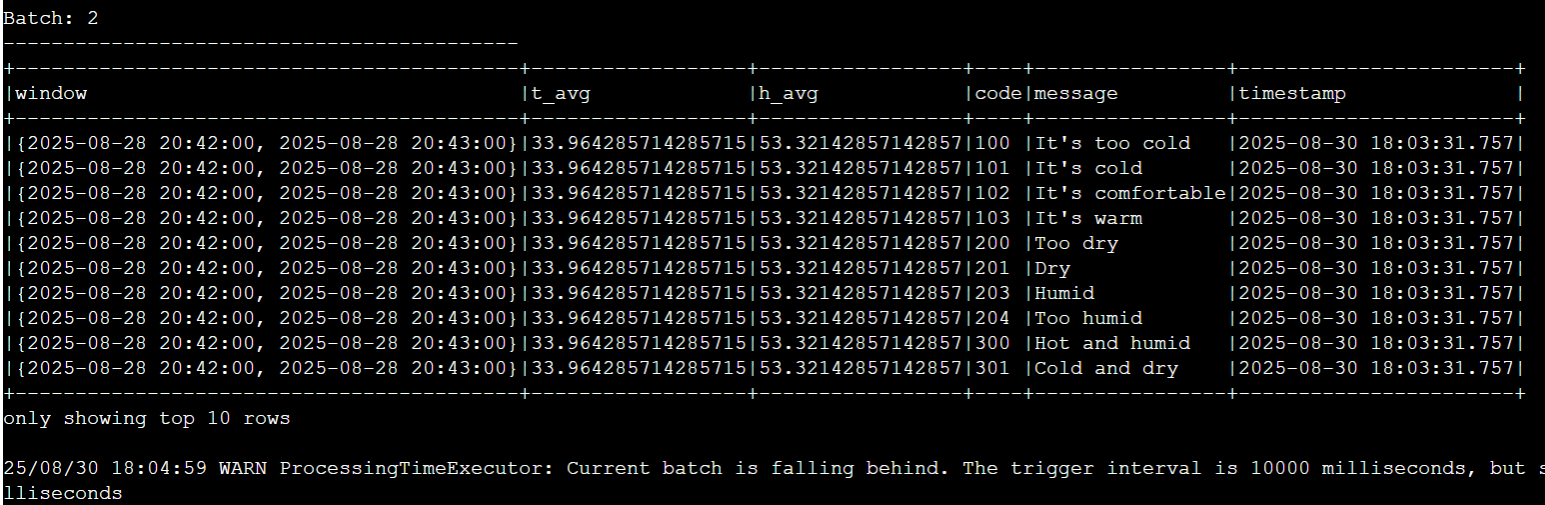 Batch: 2
-------------------------------------------
+------------------------------------------+------------------+-----------------+----+----------------+-----------------------+
|window                                    |t_avg             |h_avg            |code|message         |timestamp              |
+------------------------------------------+------------------+-----------------+----+----------------+-----------------------+
|{2025-08-28 20:42:00, 2025-08-28 20:43:00}|33.964285714285715|53.32142857142857|100 |It's too cold   |2025-08-30 18:03:31.757|
|{2025-08-28 20:42:00, 2025-08-28 20:43:00}|33.964285714285715|53.32142857142857|101 |It's cold       |2025-08-30 18:03:31.757|
|{2025-08-28 20:42:00, 2025-08-28 20:43:00}|33.964285714285715|53.32142857142857|102 |It's comfortable|2025-08-30 18:03:31.757|
|{2025-08-28 20:42:00, 2025-08-28 20:43:00}|33.964285714285715|53.32142857142857|103 |It's warm       |2025-08-30 18:03:31.757|
|{2025-08-28 20:42:00, 2025-08-28 20:43:00}|33.964285714285715|53.32142857142857|200 |Too dry         |2025-08-30 18:03:31.757|
|{2025-08-28 20:42:00, 2025-08-28 20:43:00}|33.964285714285715|53.32142857142857|201 |Dry             |2025-08-30 18:03:31.757|
|{2025-08-28 20:42:00, 2025-08-28 20:43:00}|33.964285714285715|53.32142857142857|203 |Humid           |2025-08-30 18:03:31.757|
|{2025-08-28 20:42:00, 2025-08-28 20:43:00}|33.964285714285715|53.32142857142857|204 |Too humid       |2025-08-30 18:03:31.757|
|{2025-08-28 20:42:00, 2025-08-28 20:43:00}|33.964285714285715|53.32142857142857|300 |Hot and humid   |2025-08-30 18:03:31.757|
|{2025-08-28 20:42:00, 2025-08-28 20:43:00}|33.964285714285715|53.32142857142857|301 |Cold and dry    |2025-08-30 18:03:31.757|
+------------------------------------------+------------------+-----------------+----+----------------+-----------------------+
only showing top 10 rows
25/08/30 18:04:59 WARN ProcessingTimeExecutor: Current batch is falling behind. The trigger interval is 10000 milliseconds, but
lliseconds